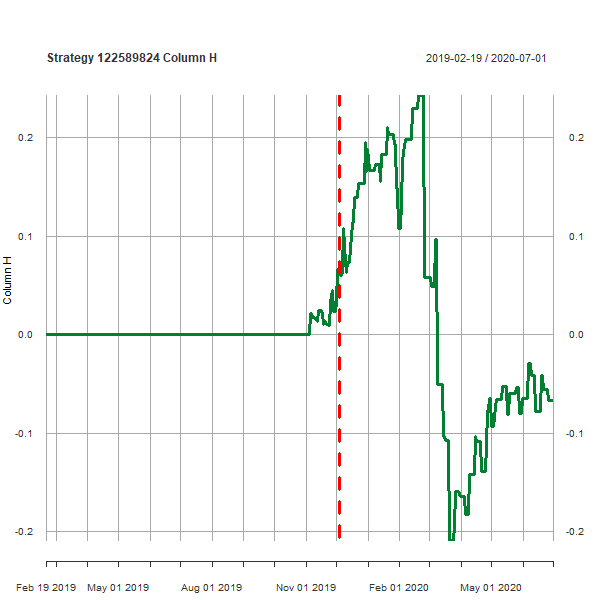 Strategy 122589824 Column H
2019-02-19 / 2020-07-01
0.2
0.2
0.1
0.1
Column H
0.0
0.0
-0.1
-0.1
-0.2
-0.2
Feb 19 2019
May 01 2019
Aug 01 2019
Nov 01 2019
Feb 01 2020
May 01 2020